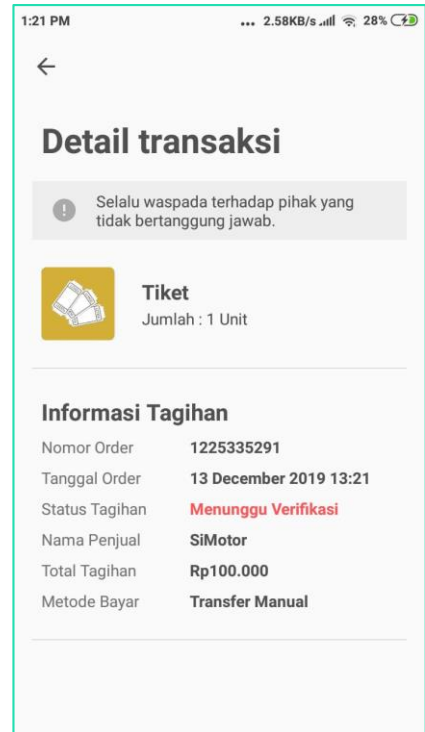 1:21 PM ... 2.58KB/s 28%
Detail transaksi
Selalu waspada terhadap pihak yang
tidak bertanggung jawab.
Tiket
Jumlah : 1 Unit
Informasi Tagihan
Nomor Order 1225335291
Tanggal Order 13 December 2019 13:21
Status Tagihan Menunggu Verifikasi
Nama Penjual SiMotor
Total Tagihan Rp100.000
Metode Bayar Transfer Manual